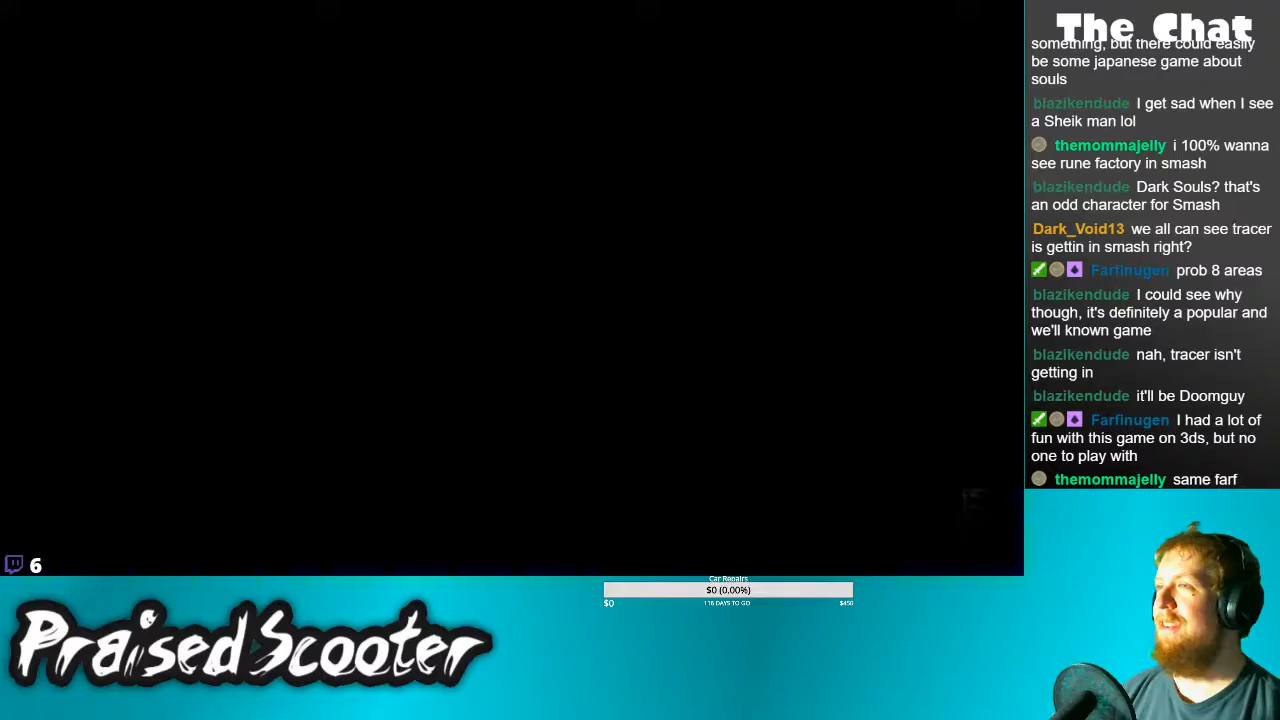 The Chat
something, but there could easily
be some japanese game about
souls
blazikendude I get sad when I see
a Sheik man lol
themommajelly i 100% wanna
see rune factory in smash
blazikendude Dark Souls? that's
an odd character for Smash
Dark_Void13 we all can see tracer
is gettin in smash right?
Farfinugen prob 8 areas
blazikendude I could see why
though, it's definitely a popular and
we'll known game
blazikendude nah, tracer isn't
getting in
blazikendude it'll be Doomguy
Farfinugen I had a lot of
fun with this game on 3ds, but no
one to play with
themommajelly same farf
6
Car Repairs
$0 (0.00%)
$0 116 DAYS TO GO $450
PraisedScooter